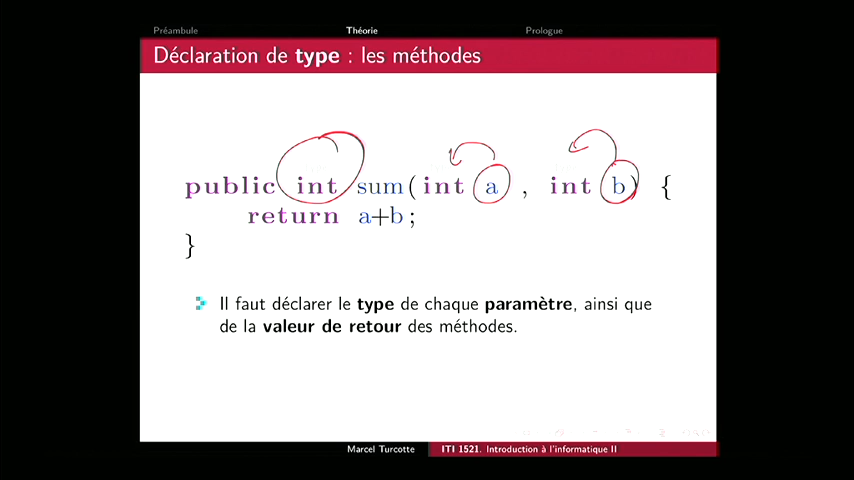 Préambule Théorie Prologue
Déclaration de type : les méthodes
public int sum(int a , int b) {
return a+b;
}
Il faut déclarer le type de chaque paramètre, ainsi que
de la valeur de retour des méthodes.
Marcel Turcotte ITI 1521. Introduction à l'informatique II